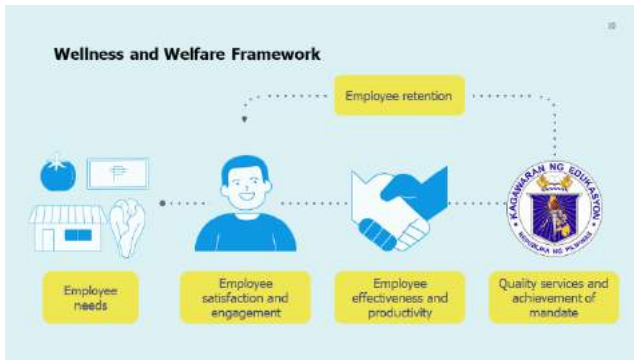 Wellness and Welfare Framework
Employee retention
₱
KAGAWARAN NG EDUKASYON
REPUBLIKA NG PILIPINAS
Employee
needs
Employee
satisfaction and
engagement
Employee
effectiveness and
productivity
Quality services and
achievement of
mandate